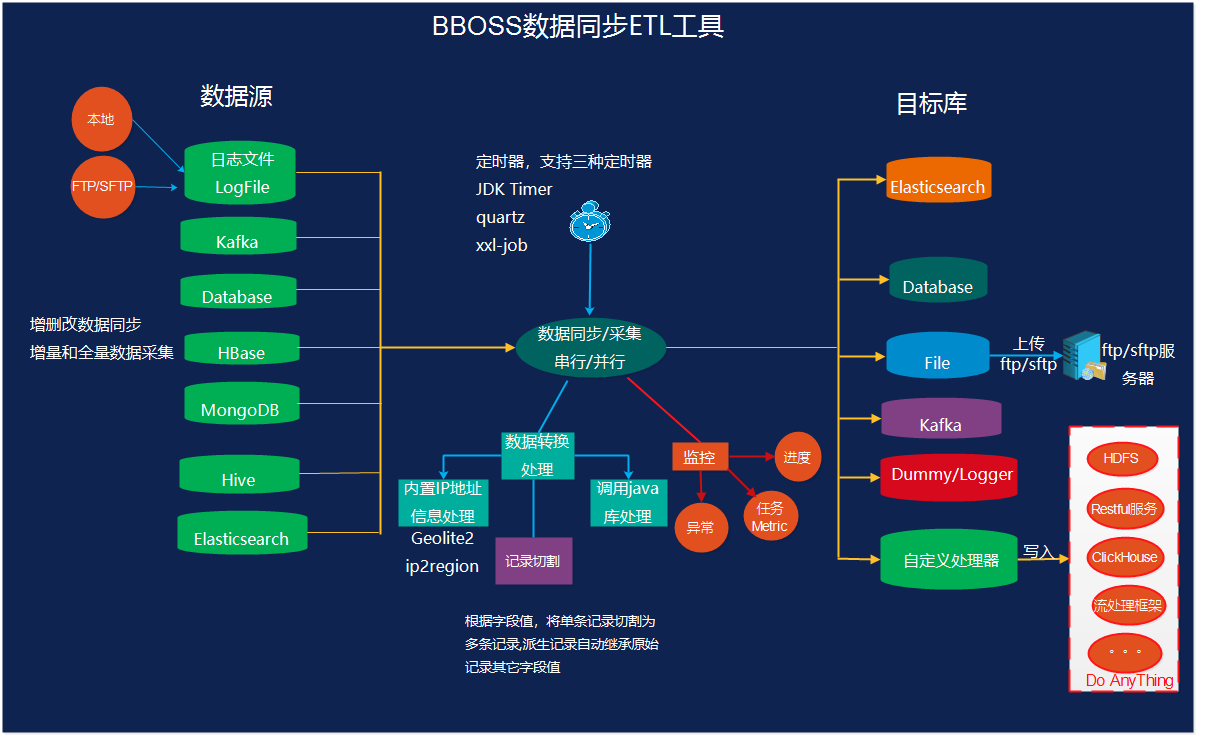 BBOSS数据同步ETL工具
数据源
目标库
本地
FTP/SFTP
日志文件
LogFile
Kafka
Database
HBase
MongoDB
Hive
Elasticsearch
增删改数据同步
增量和全量数据采集
定时器，支持三种定时器
JDK Timer
quartz
xxl-job
数据同步/采集
串行/并行
数据转换
处理
内置IP地址
信息处理
Geolite2
ip2region
调用java
库处理
记录切割
根据字段值，将单条记录切割为
多条记录,派生记录自动继承原始
记录其它字段值
监控
进度
异常
任务
Metric
Elasticsearch
Database
File
上传
ftp/sftp
ftp/sftp服
务器
Kafka
Dummy/Logger
自定义处理器
写入
HDFS
Restful服务
ClickHouse
流处理框架
。。。
Do AnyThing